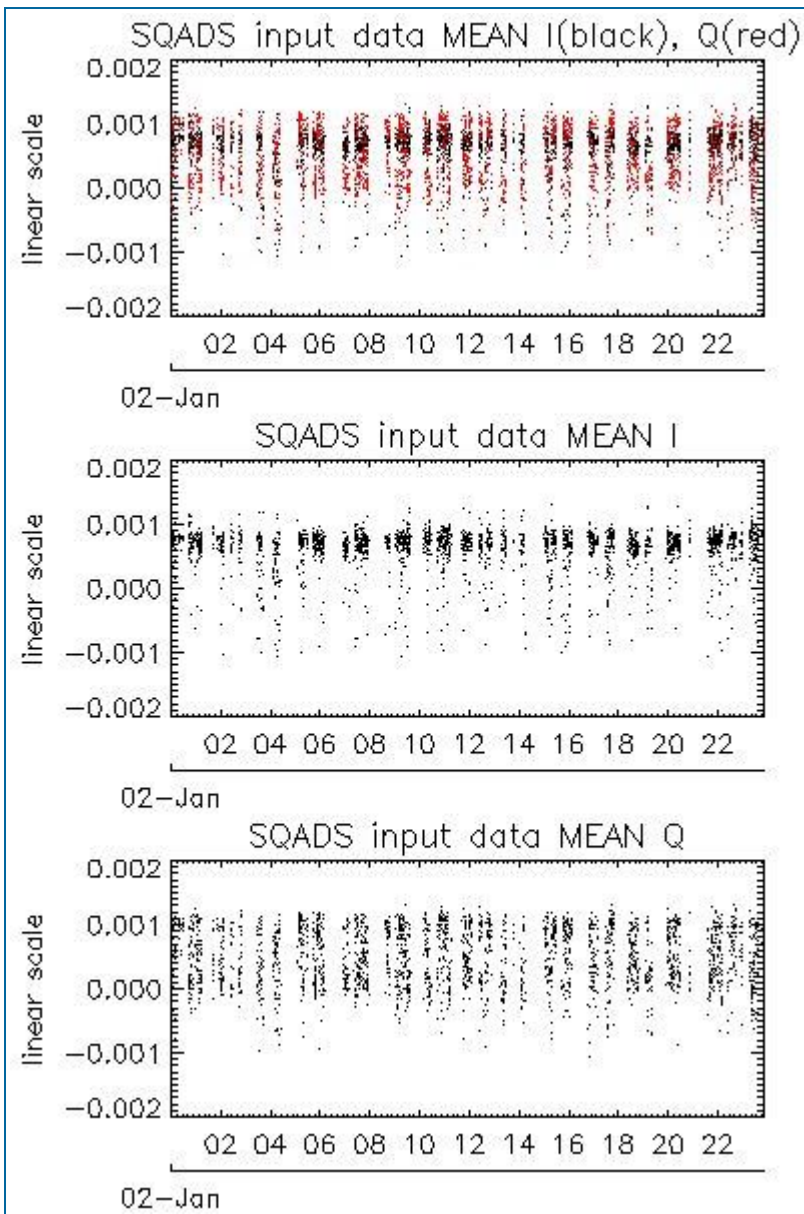 SQADS input data MEAN I(black), Q(red)
0.002
0.001
0.000
-0.001
-0.002
linear scale
02 04 06 08 10 12 14 16 18 20 22
02-Jan
SQADS input data MEAN I
0.002
0.001
0.000
-0.001
-0.002
linear scale
02 04 06 08 10 12 14 16 18 20 22
02-Jan
SQADS input data MEAN Q
0.002
0.001
0.000
-0.001
-0.002
linear scale
02 04 06 08 10 12 14 16 18 20 22
02-Jan